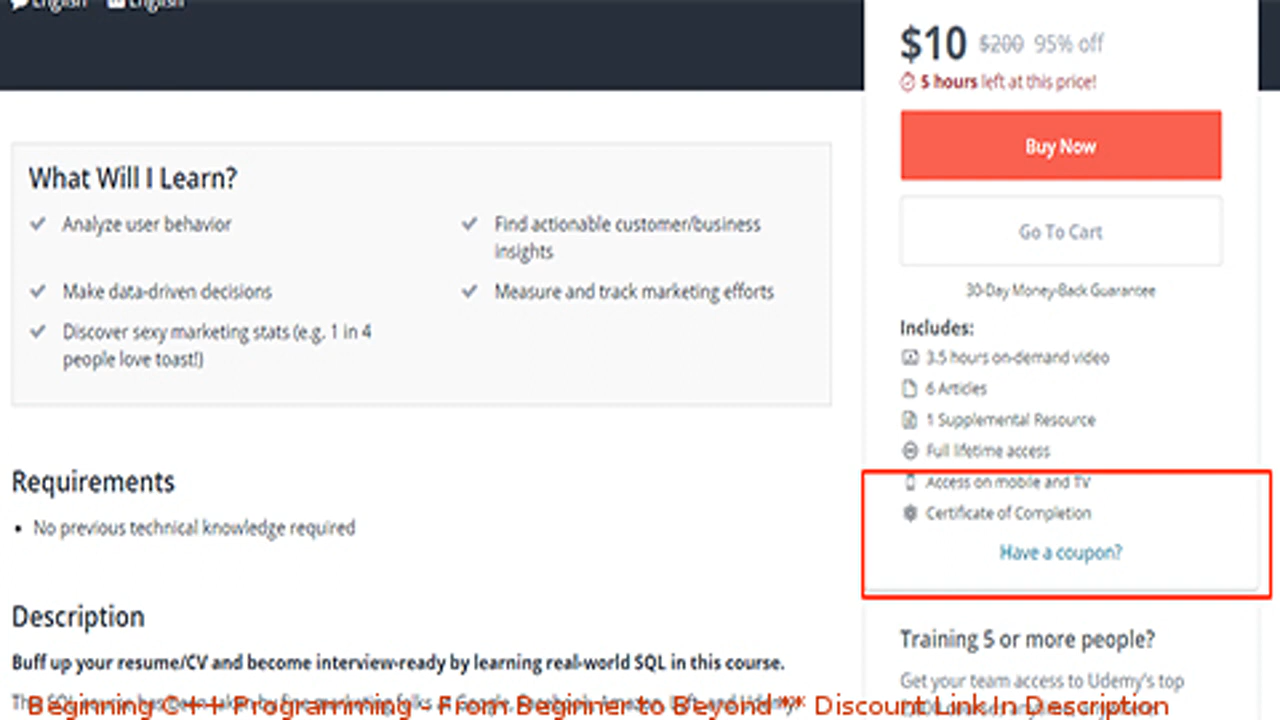 English English
$10 $200 95% off
5 hours left at this price!
Buy Now
Go To Cart
30-Day Money-Back Guarantee
Includes:
3.5 hours on-demand video
6 Articles
1 Supplemental Resource
Full lifetime access
Access on mobile and TV
Certificate of Completion
Have a coupon?
Training 5 or more people?
Get your team access to Udemy's top
What Will I Learn?
Analyze user behavior
Find actionable customer/business
insights
Make data-driven decisions
Measure and track marketing efforts
Discover sexy marketing stats (e.g. 1 in 4
people love toast!)
Requirements
• No previous technical knowledge required
Description
Buff up your resume/CV and become interview-ready by learning real-world SQL in this course.
Beginning C++ Programming - From Beginner to Beyond ** Discount Link In Description